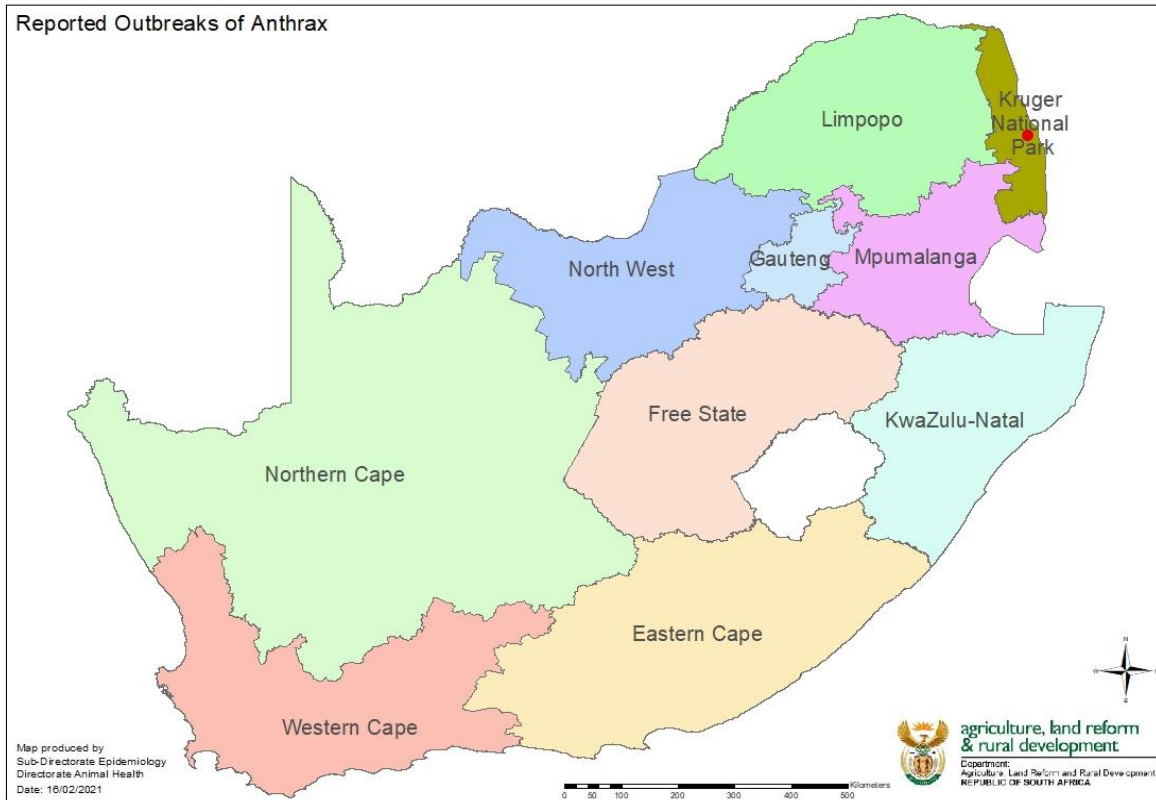 Reported Outbreaks of Anthrax
Limpopo
Kruger
National
Park
North West
Gauteng
Mpumalanga
Free State
KwaZulu-Natal
Northern Cape
Eastern Cape
Western Cape
N
W
E
S
Map produced by
Sub-Directorate Epidemiology
Directorate Animal Health
Date: 16/02/2021
Kilometers
0 50 100 200 300 400 500
agriculture, land reform
& rural development
Department:
Agriculture, Land Reform and Rural Development
REPUBLIC OF SOUTH AFRICA